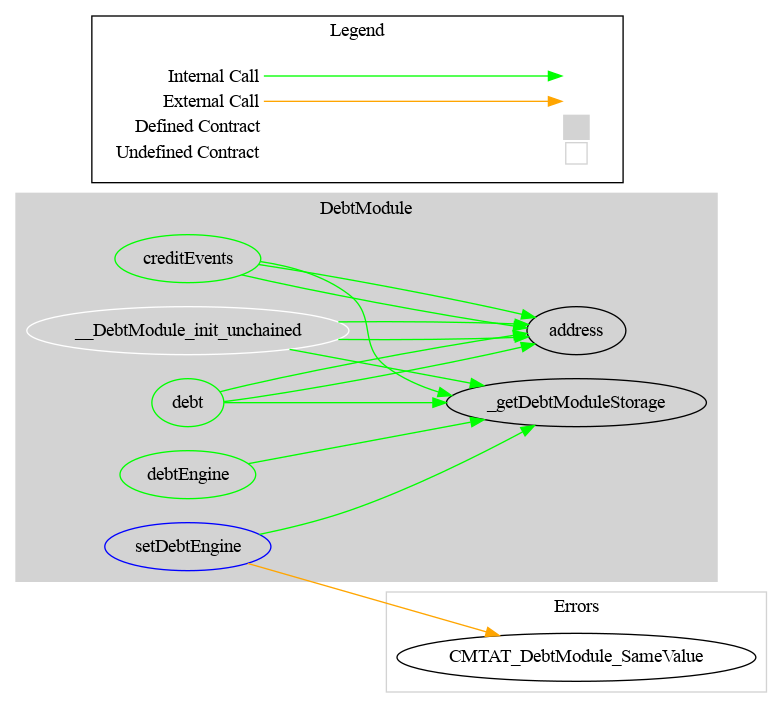 Legend
Internal Call
External Call
Defined Contract
Undefined Contract
DebtModule
creditEvents
__DebtModule_init_unchained
address
debt
_getDebtModuleStorage
debtEngine
setDebtEngine
Errors
CMTAT_DebtModule_SameValue